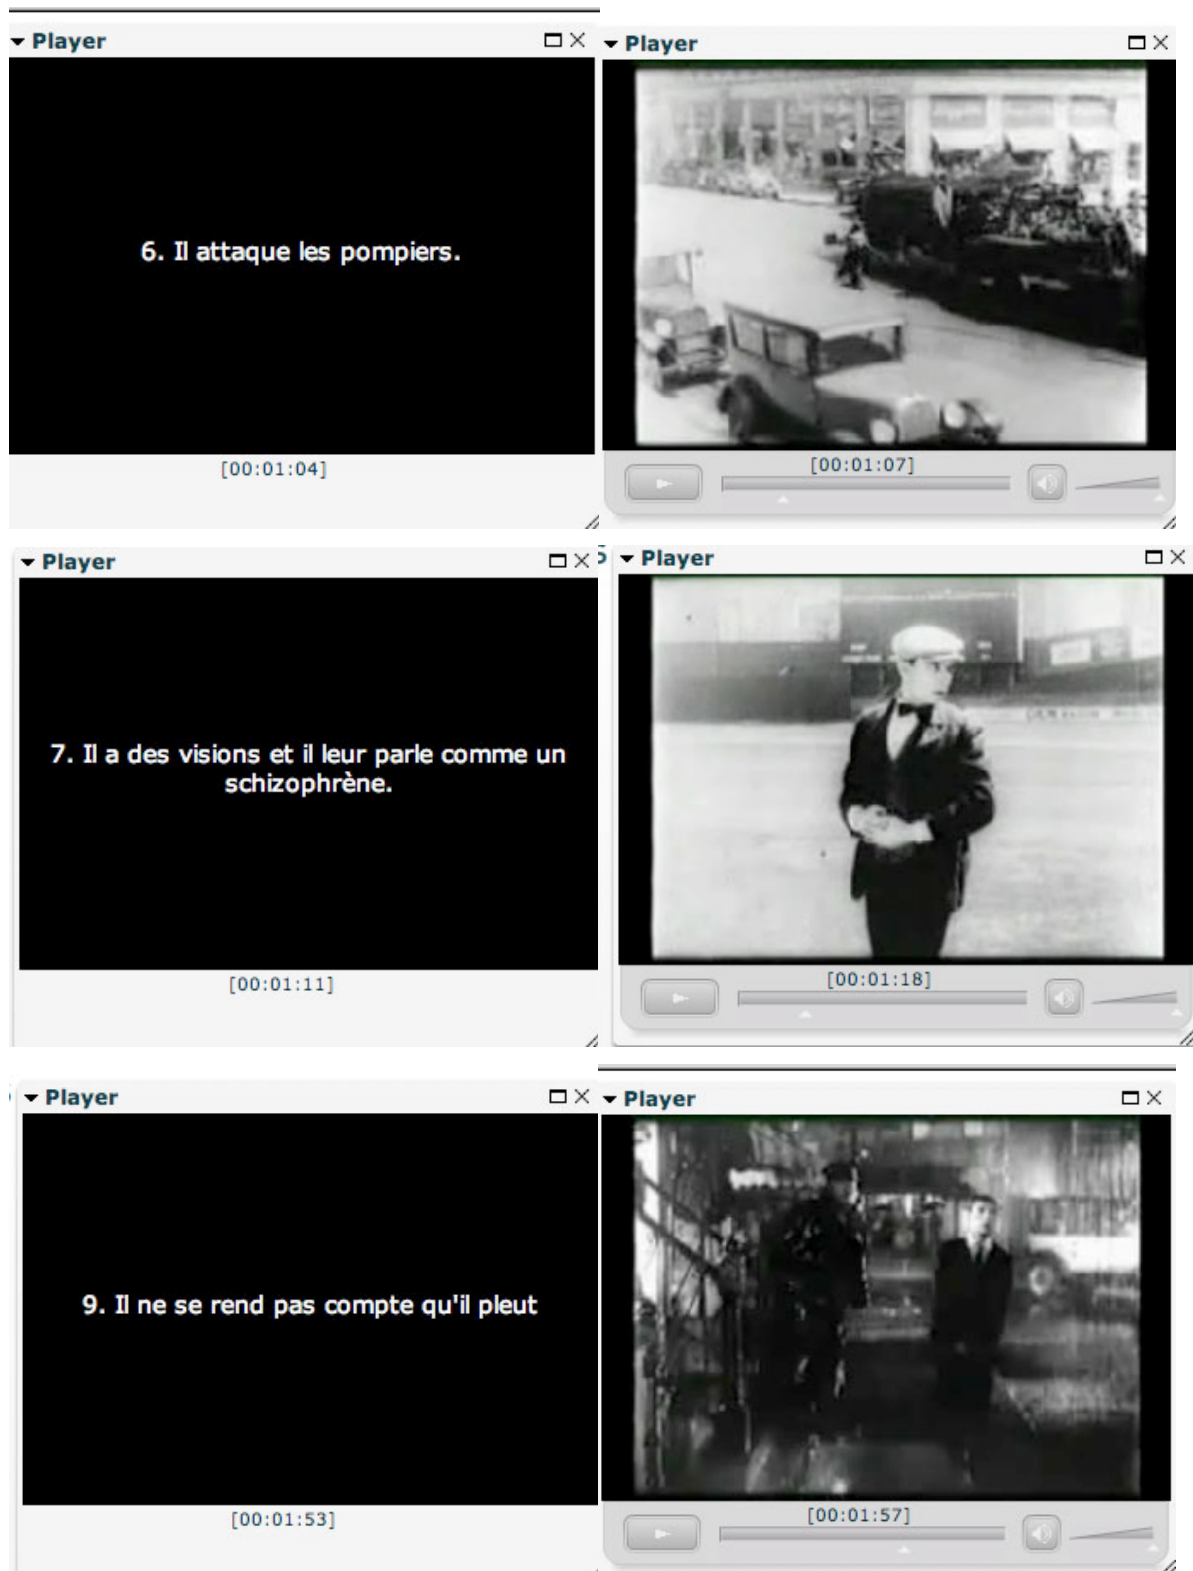 Player
Player
6. Il attaque les pompiers.
[00:01:04]
[00:01:07]
Player
Player
7. Il a des visions et il leur parle comme un
schizophrène.
[00:01:11]
[00:01:18]
Player
Player
9. Il ne se rend pas compte qu'il pleut
[00:01:53]
[00:01:57]